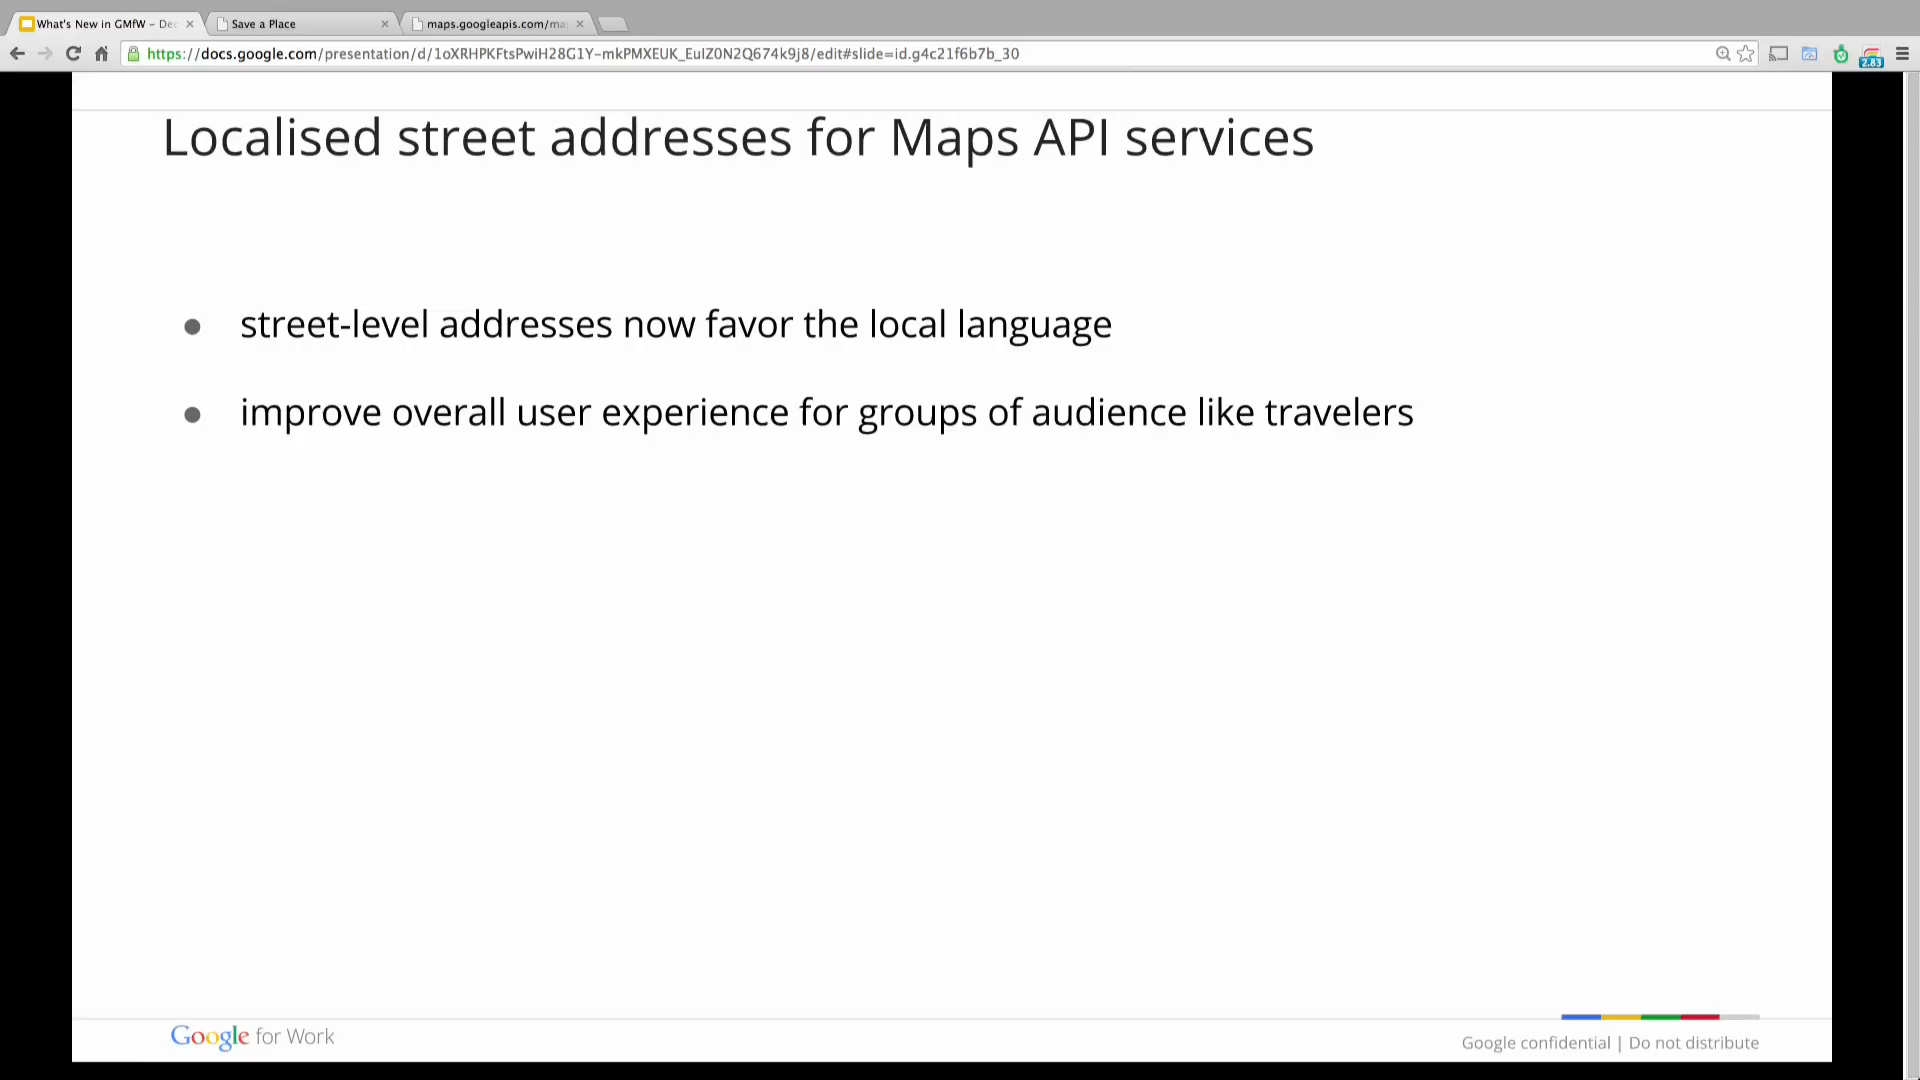 What's New in GMfW – Dec
Save a Place
maps.googleapis.com/ma
https://docs.google.com/presentation/d/1oXRHPKFtsPwiH28G1Y-mkPMXEUK_EuIZ0N2Q674k9j8/edit#slide=id.g4c21f6b7b_30
2.83
Localised street addresses for Maps API services
● street-level addresses now favor the local language
● improve overall user experience for groups of audience like travelers
Google for Work
Google confidential | Do not distribute